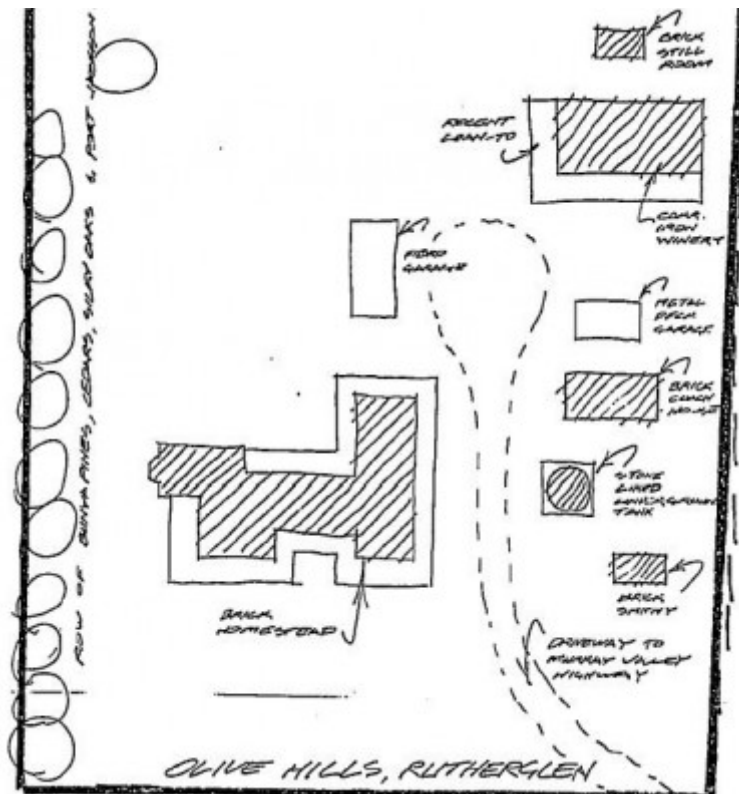 BRICK
STILL
ROOM
RECENT
LEAN-TO
CORR.
IRON
WINERY
FIBRO
GARAGE
METAL
DECK
GARAGE
BRICK
COACH
HOUSE
STONE
LINED
UNDERGROUND
TANK
BRICK
SMITHY
BRICK
HOMESTEAD
DRIVEWAY TO
MURRAY VALLEY
HIGHWAY
ROW OF BUNYA PINES, CEDARS, SILKY OAKS & PORT JACKSON
OLIVE HILLS, RUTHERGLEN